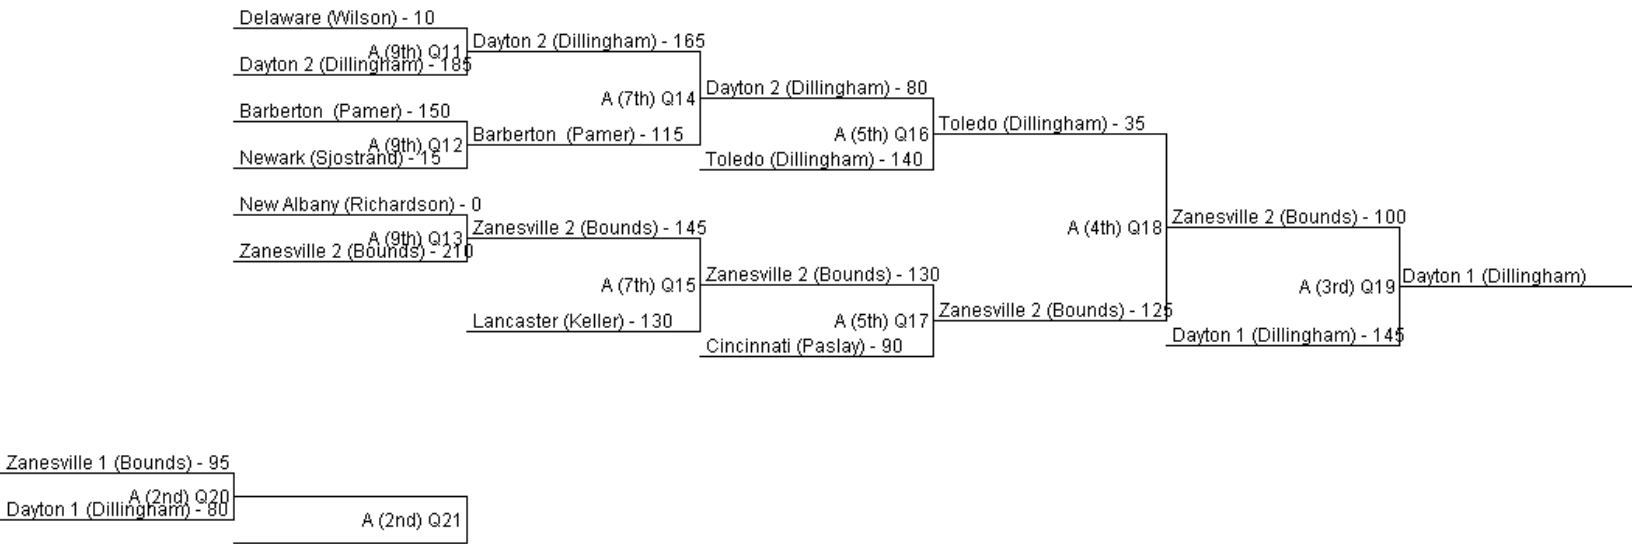 Delaware (Wilson) - 10
A (9th) Q11
Dayton 2 (Dillingham) - 185
Dayton 2 (Dillingham) - 165
Barberton  (Pamer) - 150
A (9th) Q12
Newark (Sjostrand) - 15
A (7th) Q14
Barberton  (Pamer) - 115
Dayton 2 (Dillingham) - 80
A (5th) Q16
Toledo (Dillingham) - 140
Toledo (Dillingham) - 35
New Albany (Richardson) - 0
A (9th) Q13
Zanesville 2 (Bounds) - 210
Zanesville 2 (Bounds) - 145
A (7th) Q15
Lancaster (Keller) - 130
Zanesville 2 (Bounds) - 130
A (5th) Q17
Cincinnati (Paslay) - 90
A (4th) Q18
Zanesville 2 (Bounds) - 125
Zanesville 2 (Bounds) - 100
A (3rd) Q19
Dayton 1 (Dillingham) - 145
Dayton 1 (Dillingham)
Zanesville 1 (Bounds) - 95
A (2nd) Q20
Dayton 1 (Dillingham) - 80
A (2nd) Q21